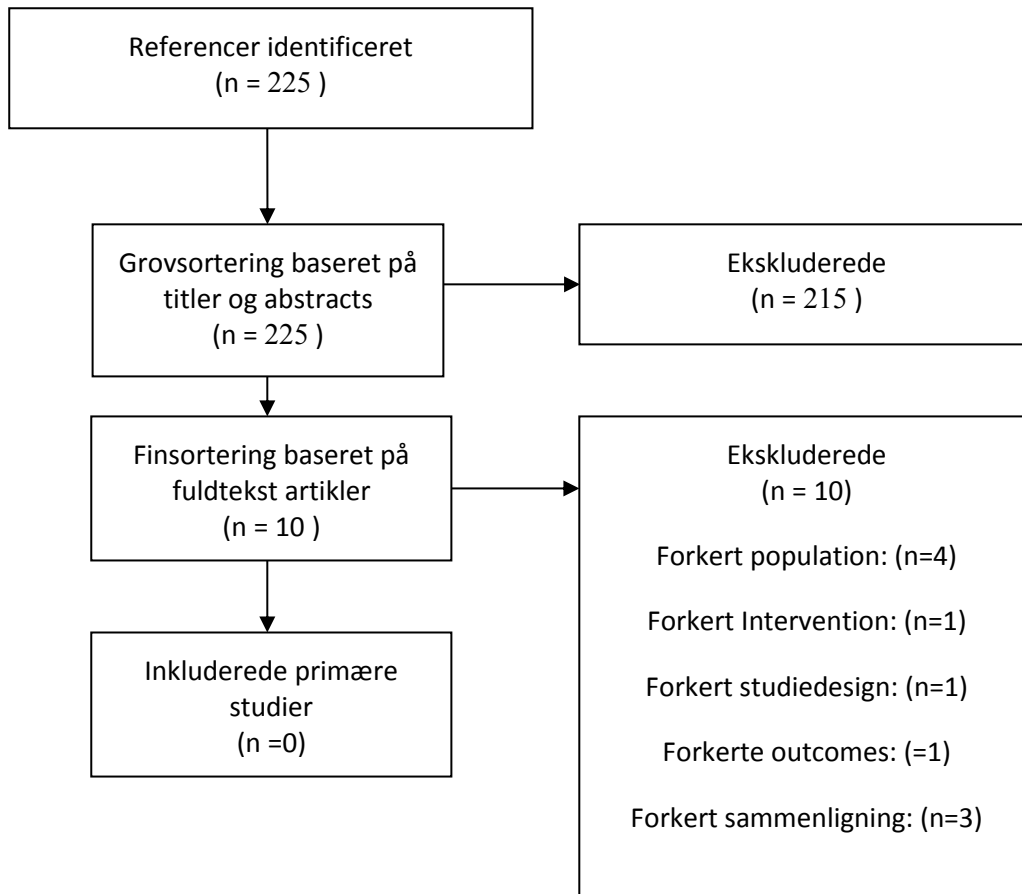 Referencer identificeret
(n = 225 )
Grovsortering baseret på
titler og abstracts
(n = 225 )
Ekskluderede
(n = 215 )
Finsortering baseret på
fuldtekst artikler
(n = 10 )
Ekskluderede
(n = 10)
Forkert population: (n=4)
Forkert Intervention: (n=1)
Forkert studiedesign: (n=1)
Forkerte outcomes: (=1)
Forkert sammenligning: (n=3)
Inkluderede primære
studier
(n =0)